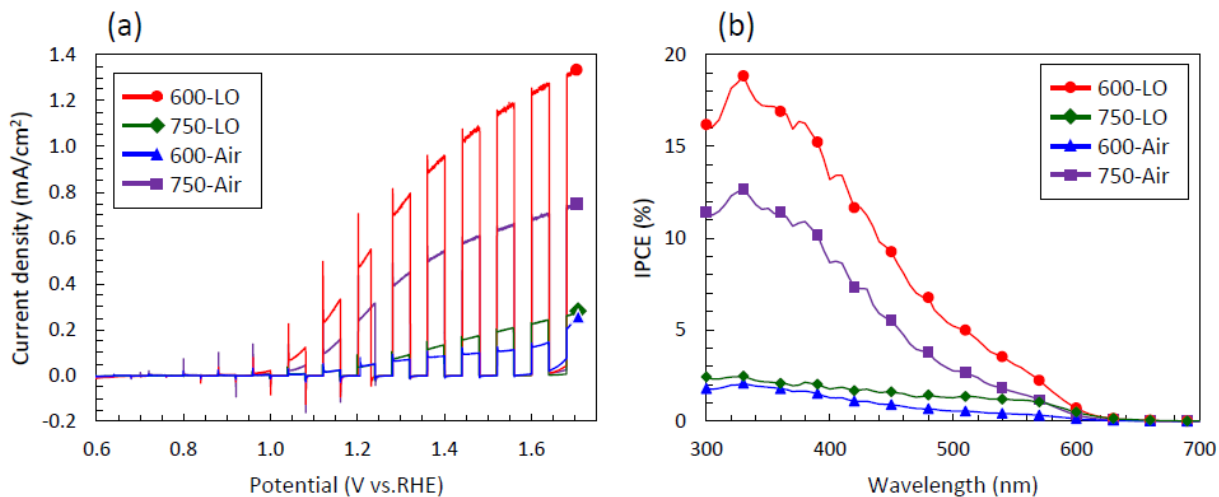 (a)
1.4
1.2
1.0
0.8
0.6
0.4
0.2
0.0
-0.2
Current density (mA/cm²)
600-LO
750-LO
600-Air
750-Air
0.6 0.8 1.0 1.2 1.4 1.6
Potential (V vs.RHE)
(b)
20
15
10
5
0
IPCE (%)
600-LO
750-LO
600-Air
750-Air
300 400 500 600 700
Wavelength (nm)